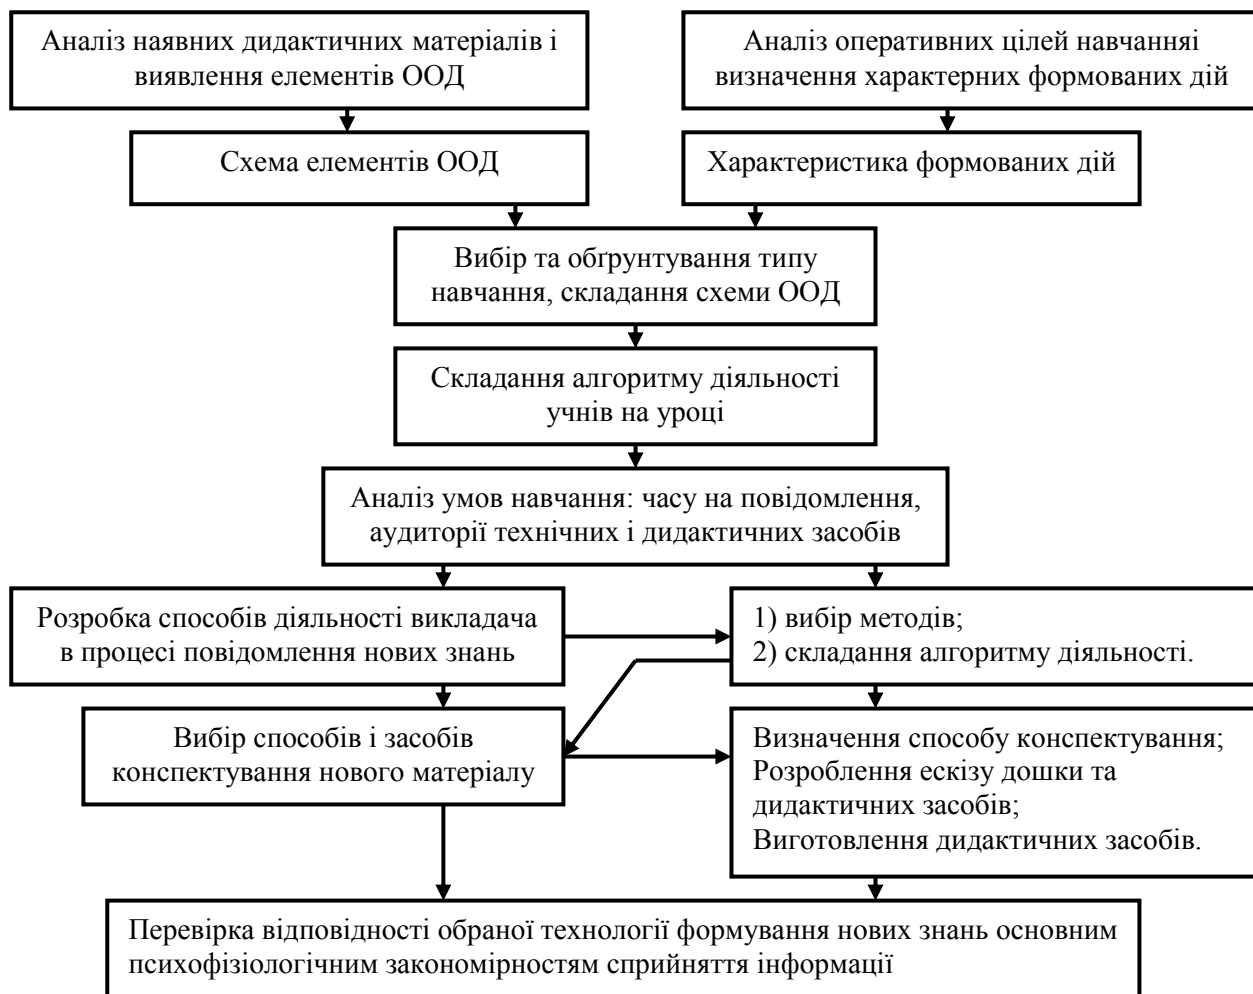 Аналіз наявних дидактичних матеріалів і
виявлення елементів ООД
Аналіз оперативних цілей навчанняі
визначення характерних формованих дій
Схема елементів ООД
Характеристика формованих дій
Вибір та обґрунтування типу
навчання, складання схеми ООД
Складання алгоритму діяльності
учнів на уроці
Аналіз умов навчання: часу на повідомлення,
аудиторії технічних і дидактичних засобів
Розробка способів діяльності викладача
в процесі повідомлення нових знань
1) вибір методів;
2) складання алгоритму діяльності.
Вибір способів і засобів
конспектування нового матеріалу
Визначення способу конспектування;
Розроблення ескізу дошки та
дидактичних засобів;
Виготовлення дидактичних засобів.
Перевірка відповідності обраної технології формування нових знань основним
психофізіологічним закономірностям сприйняття інформації